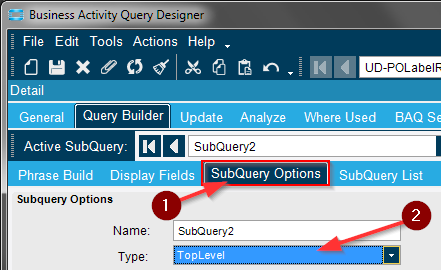 Business Activity Query Designer
File Edit Tools Actions Help
UD-POLabelR
Detail
General Query Builder Update Analyze Where Used BAQ Se
Active SubQuery: SubQuery2
Phrase Build Display Fields SubQuery Options SubQuery List
1
Subquery Options
2
Name: SubQuery2
Type: TopLevel